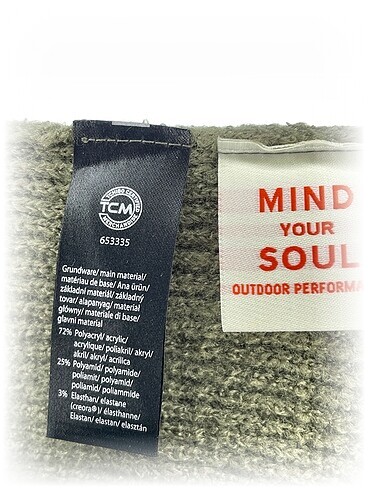 TCHIBO CERTIFIED
TCM
MERCHANDISE
653335
Grundware/main material/
matériau de base/Ana ürün/
základní materiál/základný
tovar/alapanyag/materiał
główny/materiale di base/
glavni material
72% Polyacryl/acrylic/
acrylique/poliakril/akryl/
akril/akryl/acrilica
25% Polyamid/polyamide/
poliamit/polyamid/
poliamid/poliammide
3% Elasthan/elastane
(creora®)/élasthanne/
Elastan/elastan/elasztán
MIND
YOUR
SOUL
OUTDOOR PERFORMA